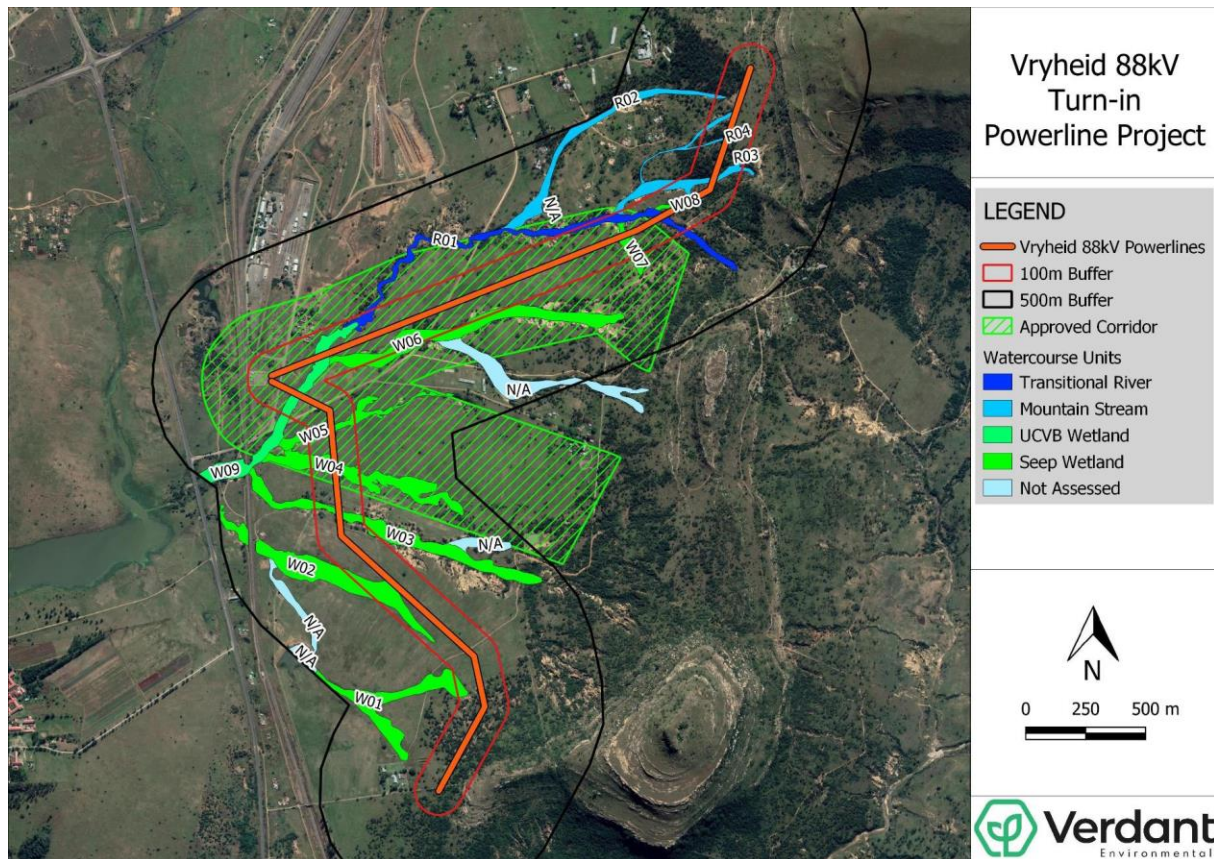 Vryheid 88kV
Turn-in
Powerline Project
LEGEND
Vryheid 88kV Powerlines
100m Buffer
500m Buffer
Approved Corridor
Watercourse Units
Transitional River
Mountain Stream
UCVB Wetland
Seep Wetland
Not Assessed
N
0 250 500 m
Verdant
Environmental
R02
R04
R03
N/A
W08
R01
W07
W06
N/A
W05
W09
W04
W03
N/A
W02
N/A
N/A
W01